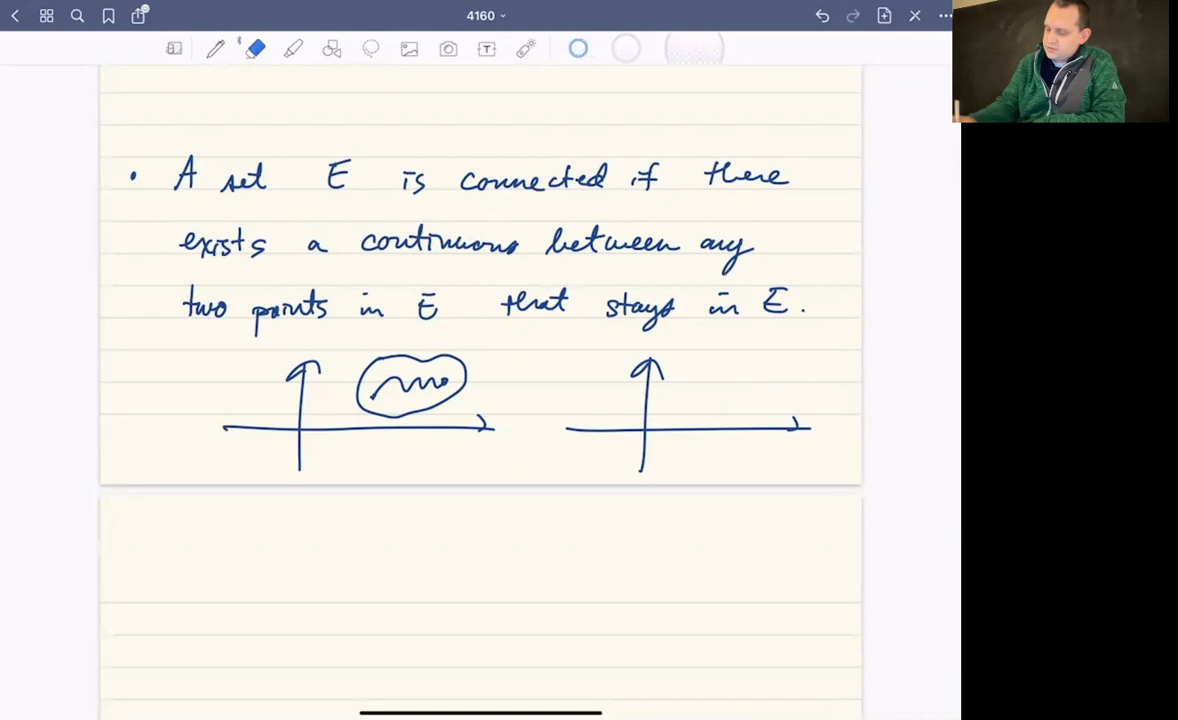 4160
• A set E is connected if there
exists a continuous between any
two points in E that stays in E.